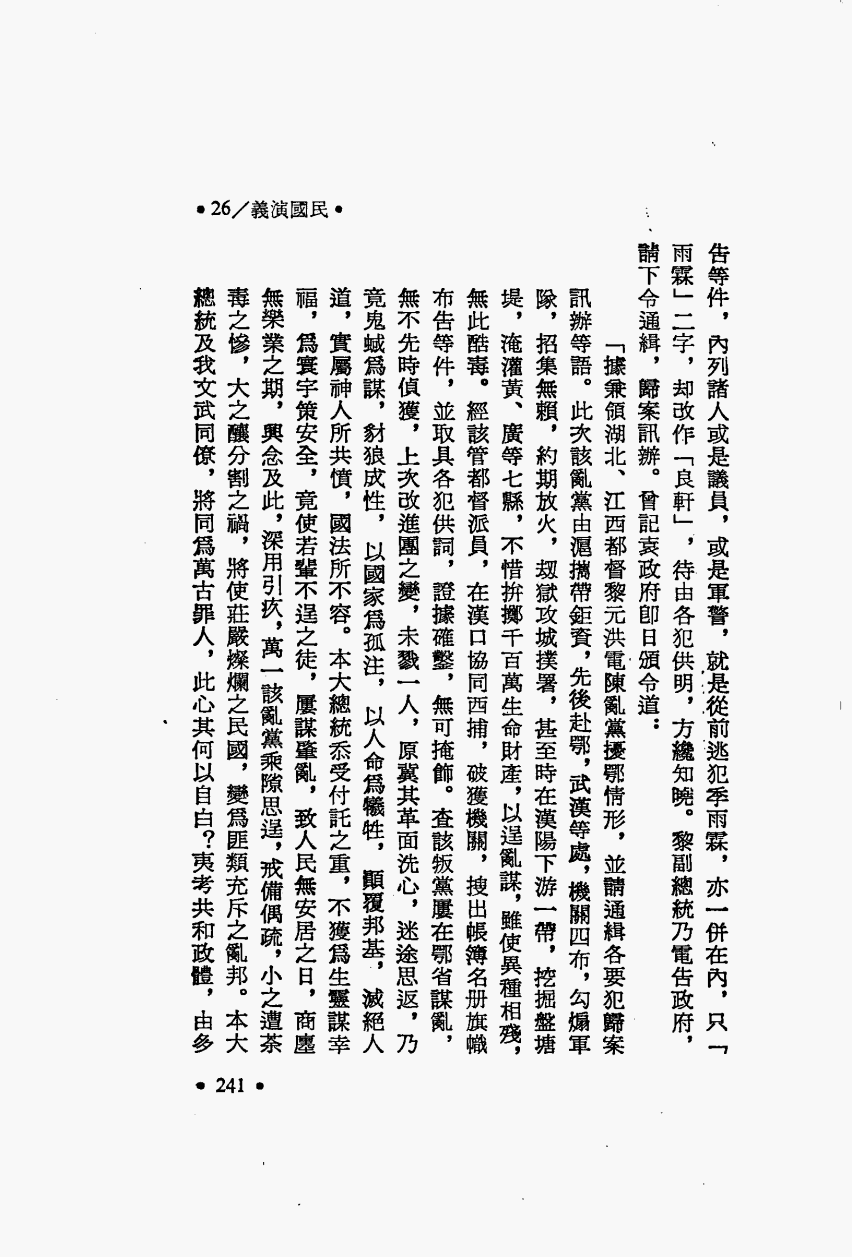 •26／義演國民•
告等件，內列諸人或是議員，或是軍警，就是從前逃犯季雨霖，亦一併在內，只「
雨霖」二字，却改作「良軒」，待由各犯供明，方纔知曉。黎副總統乃電告政府，
請下令通緝，歸案訊辦。曾記袁政府卽日頒令道：
「據兼領湖北、江西都督黎元洪電陳亂黨擾鄂情形，並請通緝各要犯歸案
訊辦等語。此次該亂黨由滬攜帶鉅資，先後赴鄂，武漢等處，機關四布，勾煽軍
隊，招集無賴，約期放火，刼獄攻城撲署，甚至時在漢陽下游一帶，挖掘盤塘
堤，淹灌黃、廣等七縣，不惜拚擲千百萬生命財產，以逞亂謀，雖使異種相殘，
無此酷毒。經該管都督派員，在漢口協同西捕，破獲機關，搜出帳簿名册旗幟
布告等件，並取具各犯供詞，證據確鑿，無可掩飾。查該叛黨屢在鄂省謀亂，
無不先時偵獲，上次改進團之變，未戮一人，原冀其革面洗心，迷途思返，乃
竟鬼蜮爲謀，豺狼成性，以國家爲孤注，以人命爲犧牲，顚覆邦基，滅絕人
道，實屬神人所共憤，國法所不容。本大總統忝受付託之重，不獲爲生靈謀幸
福，爲寰宇策安全，竟使若輩不逞之徒，屢謀肇亂，致人民無安居之日，商廛
無樂業之期，興念及此，深用引疚，萬一該亂黨乘隙思逞，戒備偶疏，小之遭荼
毒之慘，大之釀分割之禍，將使莊嚴燦爛之民國，變爲匪類充斥之亂邦。本大
總統及我文武同僚，將同爲萬古罪人，此心其何以自白？夷考共和政體，由多
•241•